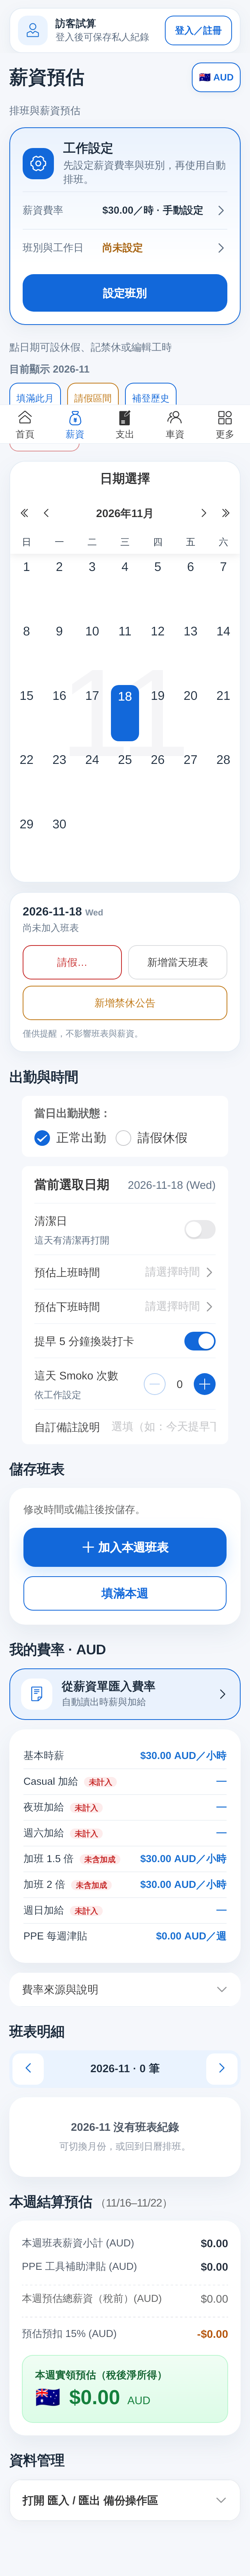 訪客試算
登入後可保存私人紀錄
登入／註冊
薪資預估
🇦🇺 AUD
排班與薪資預估
工作設定
先設定薪資費率與班別，再使用自動
排班。
薪資費率 $30.00／時 · 手動設定
班別與工作日 尚未設定
設定班別
點日期可設休假、記禁休或編輯工時
目前顯示 2026-11
填滿此月 請假區間 補登歷史
首頁 薪資 支出 車資 更多
日期選擇
2026年11月
日 一 二 三 四 五 六
1 2 3 4 5 6 7
8 9 10 11 12 13 14
11
15 16 17 18 19 20 21
22 23 24 25 26 27 28
29 30
2026-11-18 Wed
尚未加入班表
請假… 新增當天班表
新增禁休公告
僅供提醒，不影響班表與薪資。
出勤與時間
當日出勤狀態：
正常出勤 請假休假
當前選取日期 2026-11-18 (Wed)
清潔日
這天有清潔再打開
預估上班時間 請選擇時間
預估下班時間 請選擇時間
提早 5 分鐘換裝打卡
這天 Smoko 次數
依工作設定
0
自訂備註說明 選填（如：今天提早下
儲存班表
修改時間或備註後按儲存。
加入本週班表
填滿本週
我的費率 · AUD
從薪資單匯入費率
自動讀出時薪與加給
基本時薪 $30.00 AUD／小時
Casual 加給 未計入 —
夜班加給 未計入 —
週六加給 未計入 —
加班 1.5 倍 未含加成 $30.00 AUD／小時
加班 2 倍 未含加成 $30.00 AUD／小時
週日加給 未計入 —
PPE 每週津貼 $0.00 AUD／週
費率來源與說明
班表明細
2026-11 · 0 筆
2026-11 沒有班表紀錄
可切換月份，或回到日曆排班。
本週結算預估 （11/16–11/22）
本週班表薪資小計 (AUD) $0.00
PPE 工具補助津貼 (AUD) $0.00
本週預估總薪資（稅前）(AUD) $0.00
預估預扣 15% (AUD) -$0.00
本週實領預估（稅後淨所得）
🇦🇺 $0.00 AUD
資料管理
打開 匯入 / 匯出 備份操作區